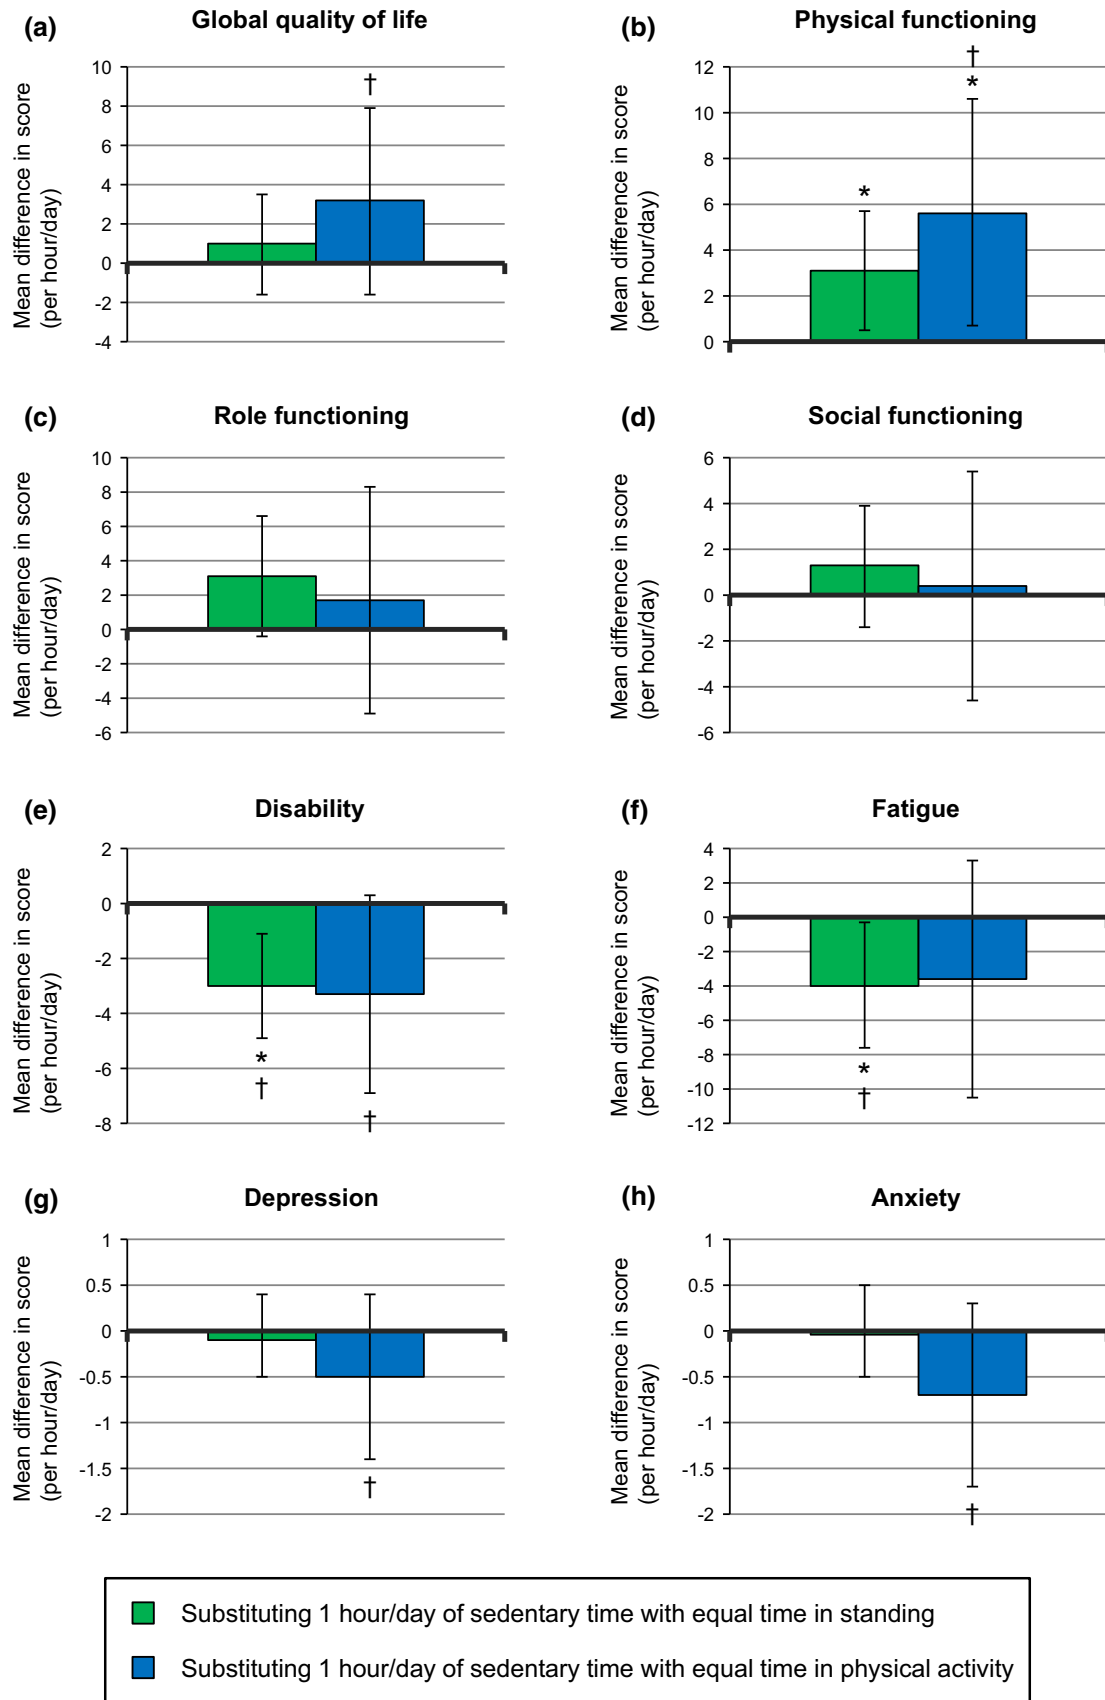 (a) Global quality of life
Mean difference in score
(per hour/day)
10
8
6
4
2
0
-2
-4
†
(b) Physical functioning
Mean difference in score
(per hour/day)
12
10
8
6
4
2
0
*
†
*
(c) Role functioning
Mean difference in score
(per hour/day)
10
8
6
4
2
0
-2
-4
-6
(d) Social functioning
Mean difference in score
(per hour/day)
6
4
2
0
-2
-4
-6
(e) Disability
Mean difference in score
(per hour/day)
2
0
-2
-4
-6
-8
*
†
†
(f) Fatigue
Mean difference in score
(per hour/day)
4
2
0
-2
-4
-6
-8
-10
-12
*
†
(g) Depression
Mean difference in score
(per hour/day)
1
0.5
0
-0.5
-1
-1.5
-2
†
(h) Anxiety
Mean difference in score
(per hour/day)
1
0.5
0
-0.5
-1
-1.5
-2
†
Substituting 1 hour/day of sedentary time with equal time in standing
Substituting 1 hour/day of sedentary time with equal time in physical activity